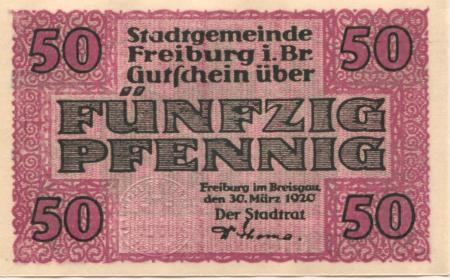 50 Stadtgemeinde 50
Freiburg i. Br.
Gutschein über
FÜNFZIG
PFENNIG
Freiburg im Breisgau,
den 30. März 1920
50 Der Stadtrat 50